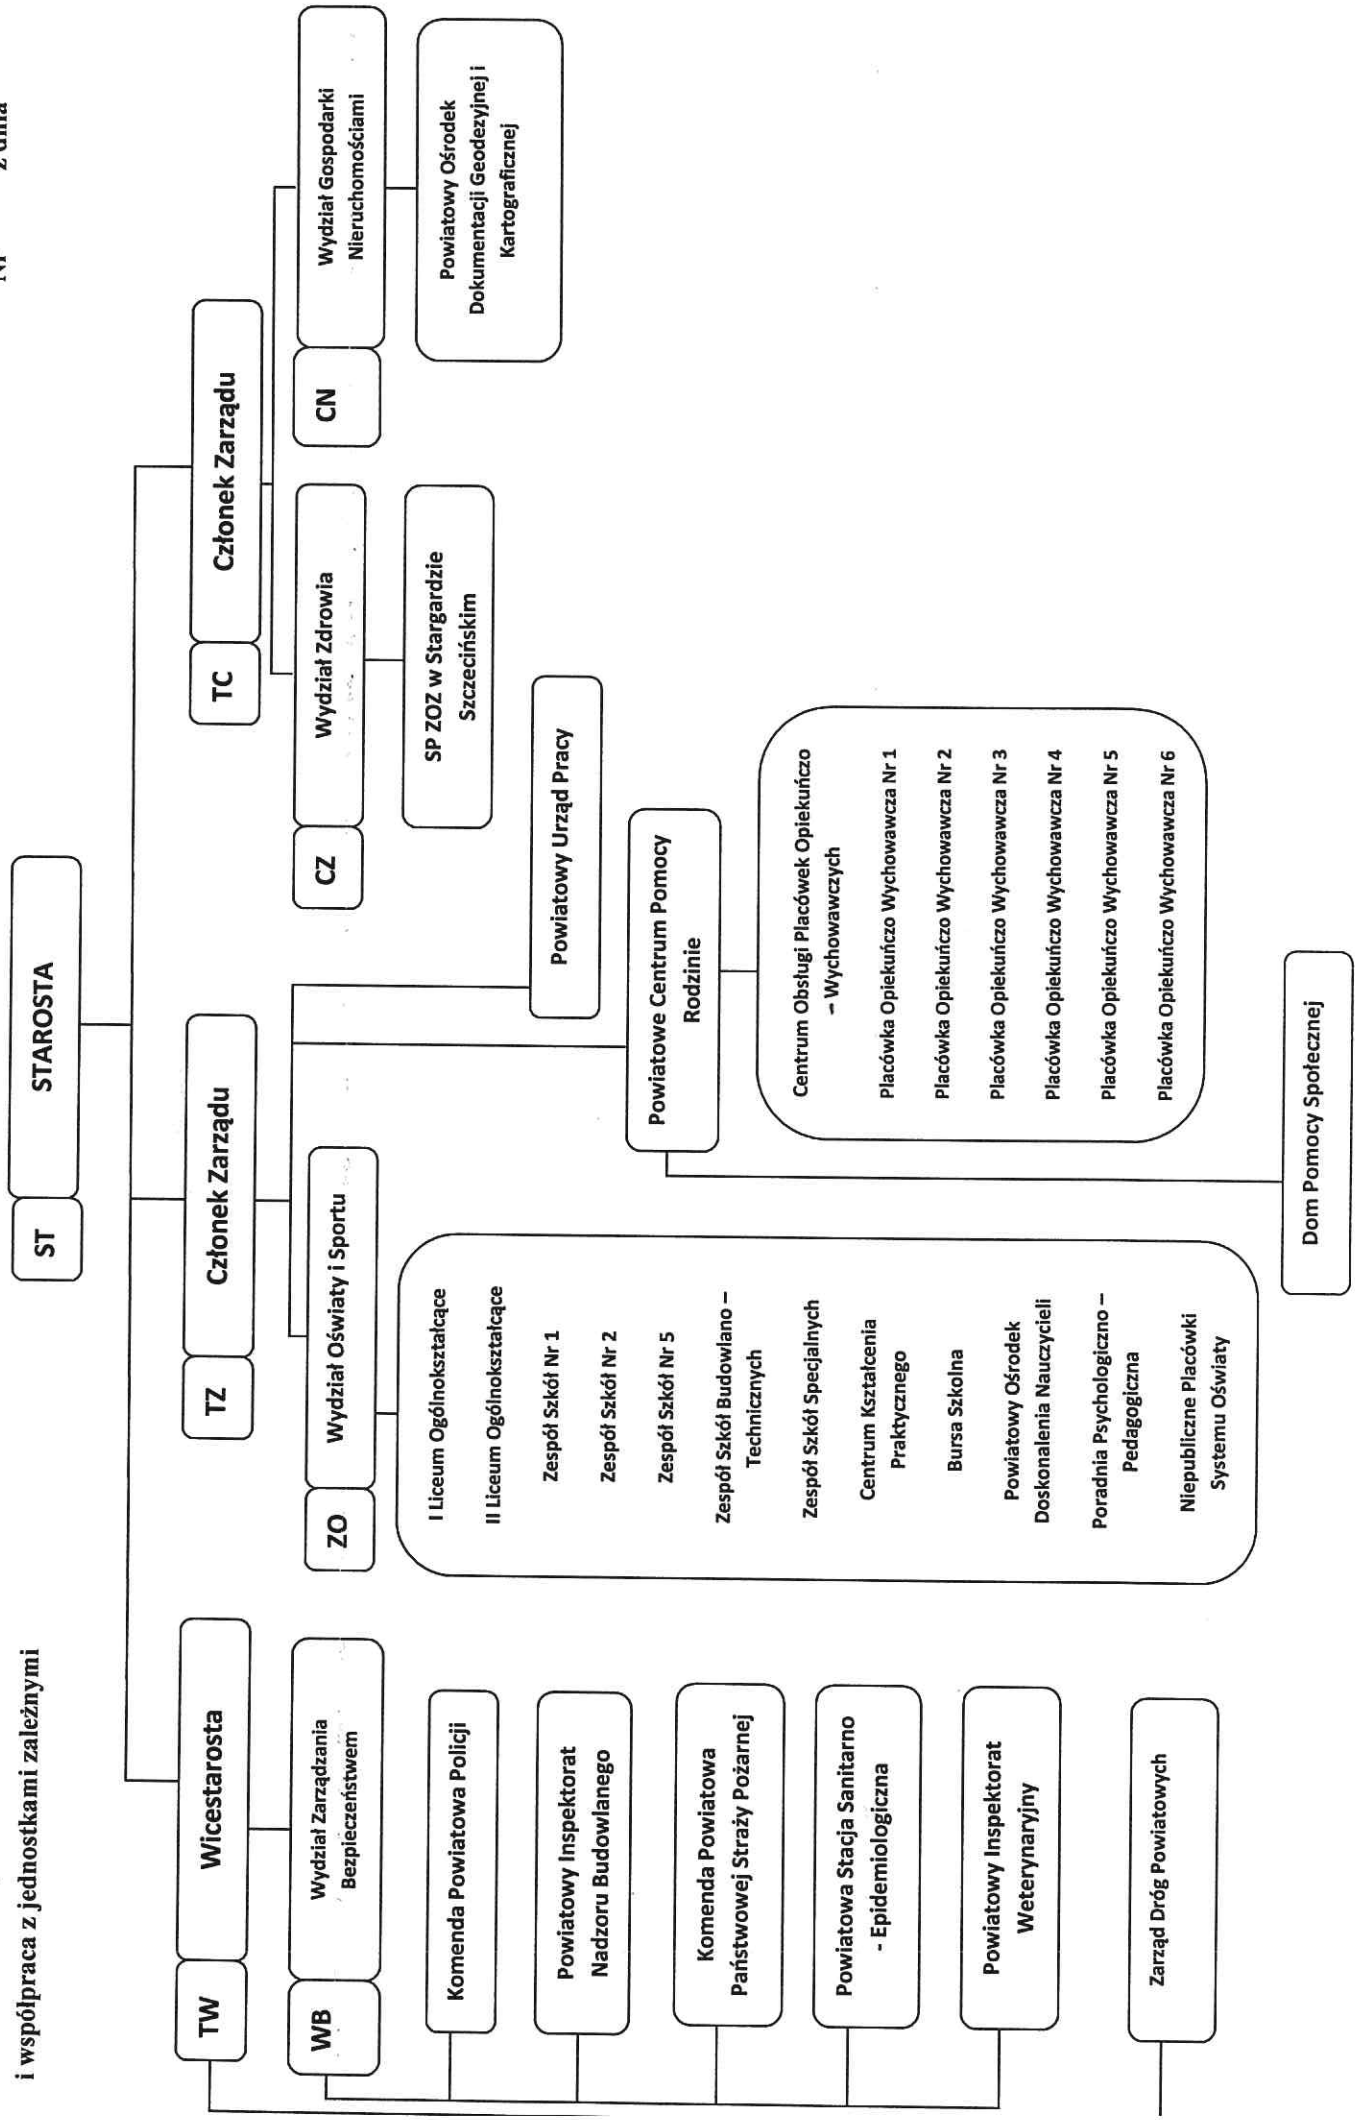 Nr z dnia
i współpraca z jednostkami zależnymi
ST
STAROSTA
TW
Wicestarosta
TZ
Członek Zarządu
TC
Członek Zarządu
WB
Wydział Zarządzania
Bezpieczeństwem
Komenda Powiatowa Policji
Powiatowy Inspektorat
Nadzoru Budowlanego
Komenda Powiatowa
Państwowej Straży Pożarnej
Powiatowa Stacja Sanitarno
- Epidemiologiczna
Powiatowy Inspektorat
Weterynaryjny
Zarząd Dróg Powiatowych
ZO
Wydział Oświaty i Sportu
I Liceum Ogólnokształcące
II Liceum Ogólnokształcące
Zespół Szkół Nr 1
Zespół Szkół Nr 2
Zespół Szkół Nr 5
Zespół Szkół Budowlano –
Technicznych
Zespół Szkół Specjalnych
Centrum Kształcenia
Praktycznego
Bursa Szkolna
Powiatowy Ośrodek
Doskonalenia Nauczycieli
Poradnia Psychologiczno –
Pedagogiczna
Niepubliczne Placówki
Systemu Oświaty
Powiatowy Urząd Pracy
Powiatowe Centrum Pomocy
Rodzinie
Centrum Obsługi Placówek Opiekuńczo
– Wychowawczych
Placówka Opiekuńczo Wychowawcza Nr 1
Placówka Opiekuńczo Wychowawcza Nr 2
Placówka Opiekuńczo Wychowawcza Nr 3
Placówka Opiekuńczo Wychowawcza Nr 4
Placówka Opiekuńczo Wychowawcza Nr 5
Placówka Opiekuńczo Wychowawcza Nr 6
Dom Pomocy Społecznej
CZ
Wydział Zdrowia
SP ZOZ w Stargardzie
Szczecińskim
CN
Wydział Gospodarki
Nieruchomościami
Powiatowy Ośrodek
Dokumentacji Geodezyjnej i
Kartograficznej